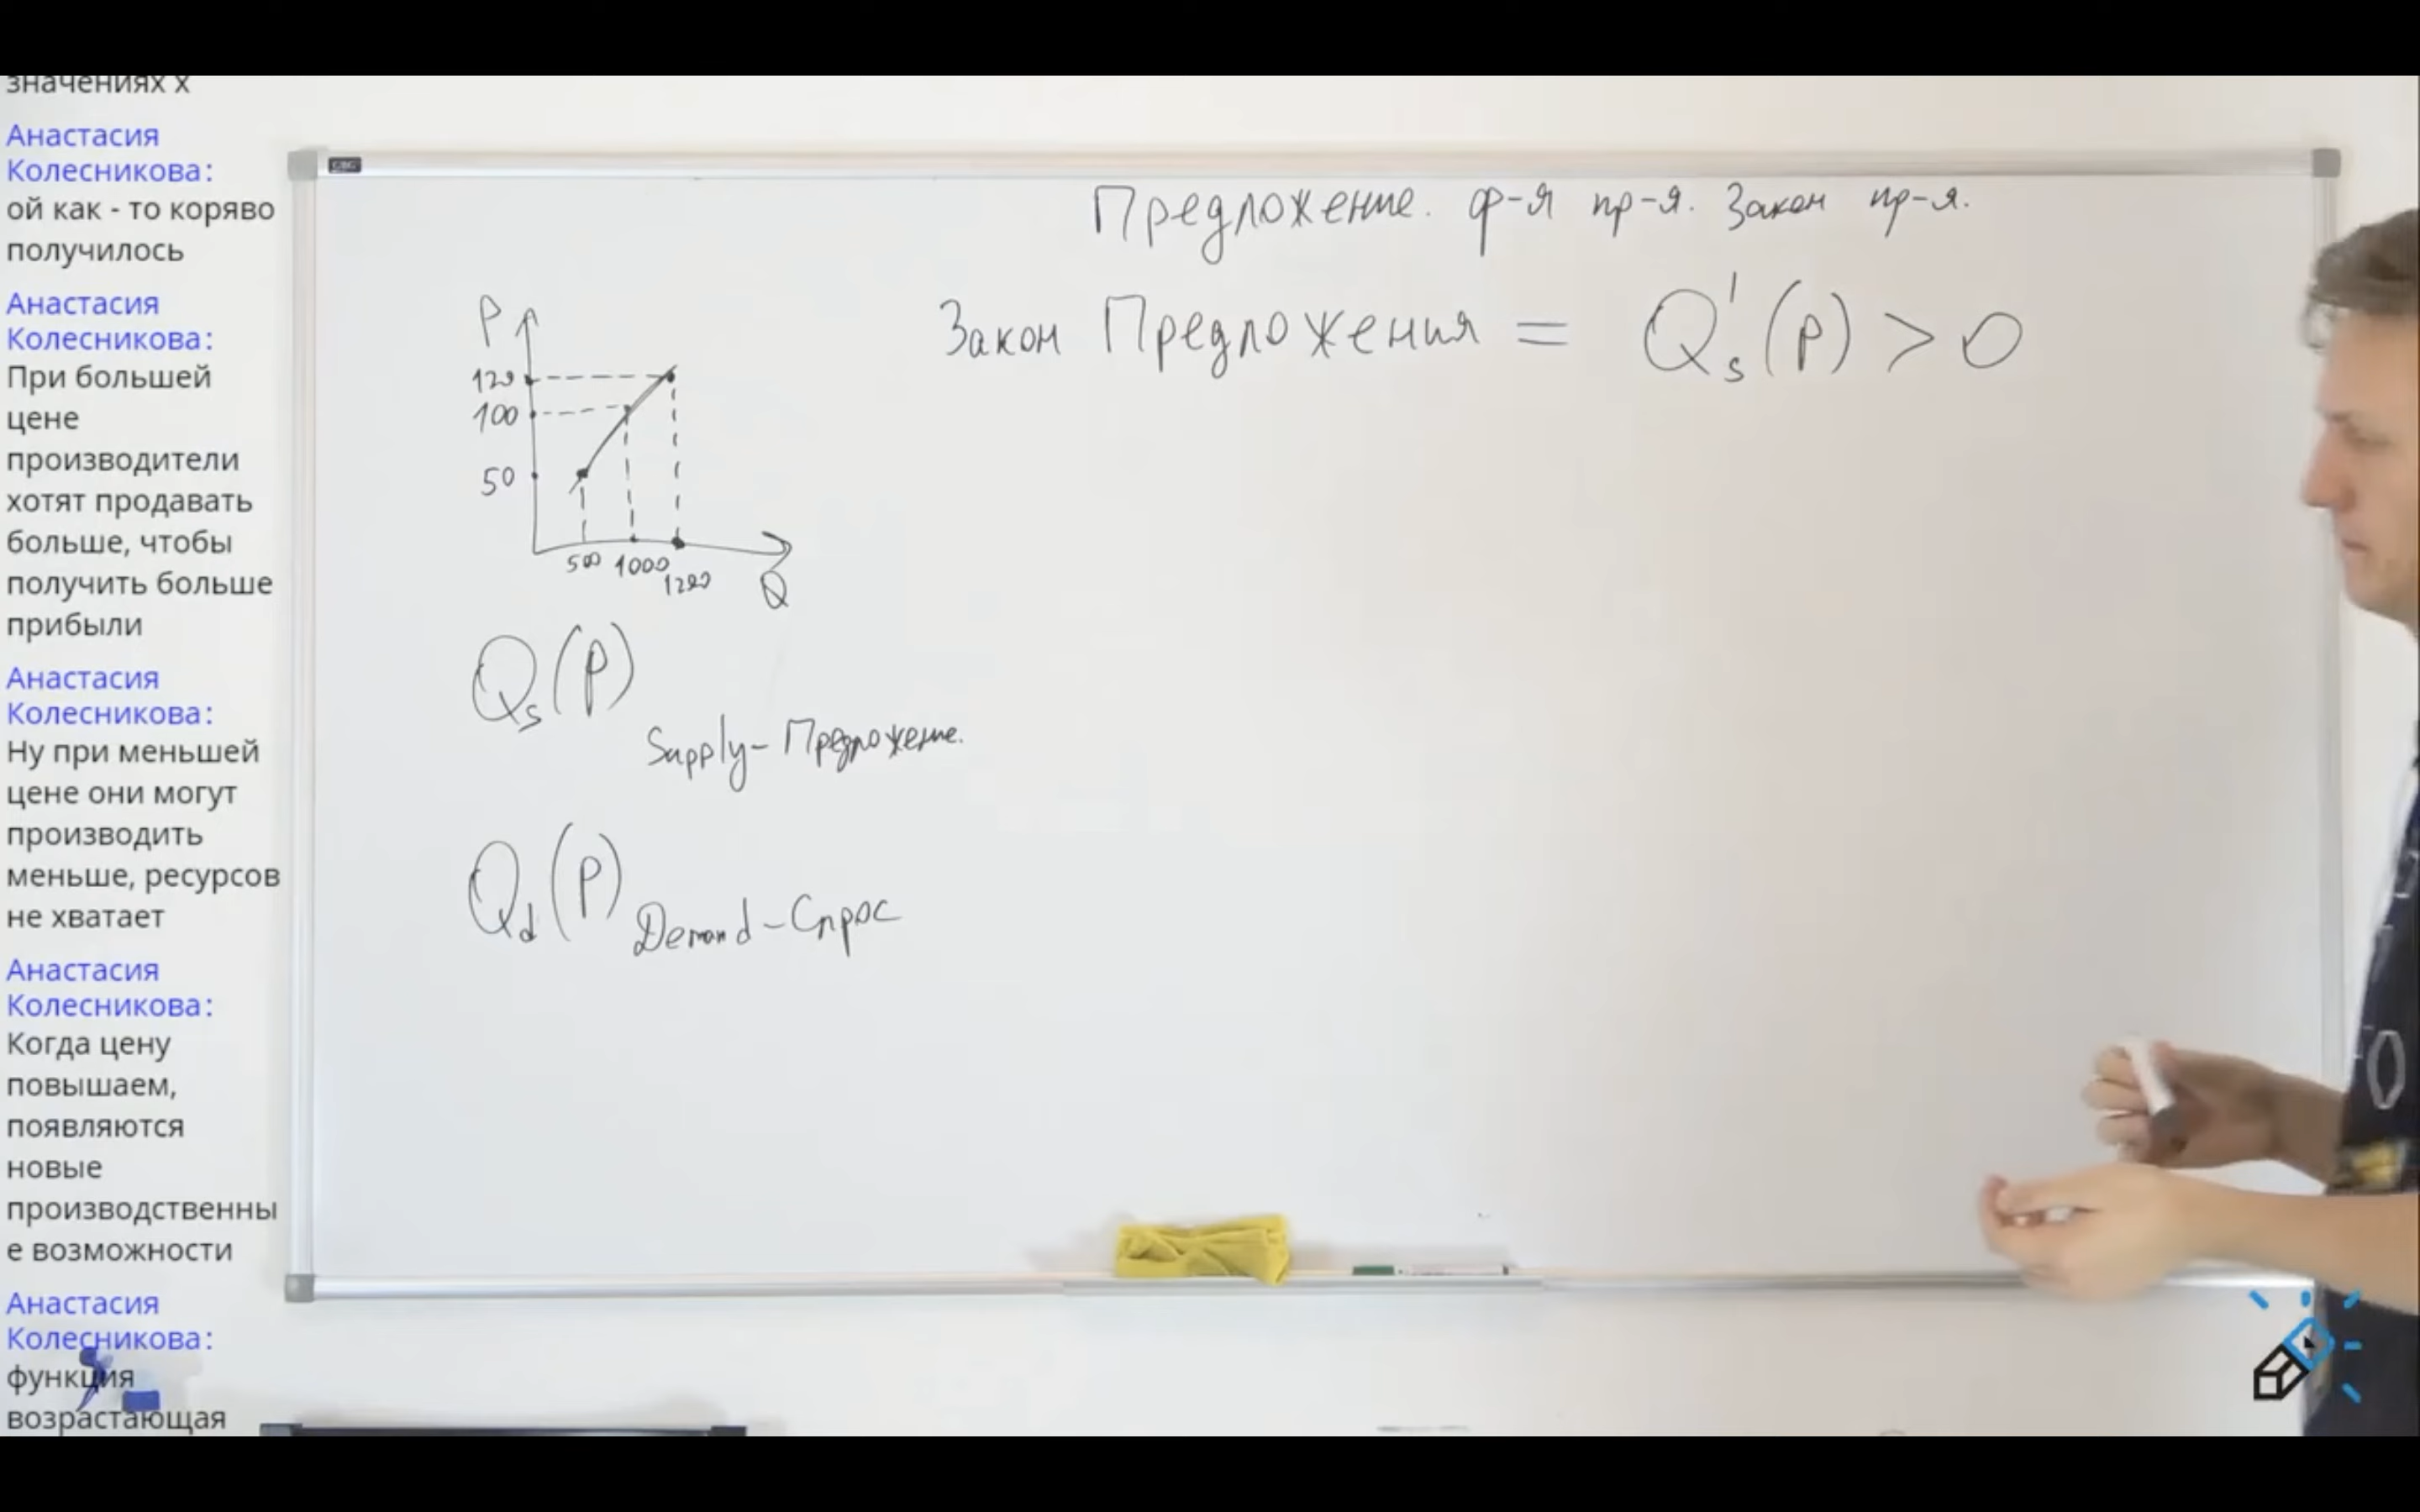 значениях x
Анастасия
Колесникова:
ой как - то коряво
получилось
Анастасия
Колесникова:
При большей
цене
производители
хотят продавать
больше, чтобы
получить больше
прибыли
Анастасия
Колесникова:
Ну при меньшей
цене они могут
производить
меньше, ресурсов
не хватает
Анастасия
Колесникова:
Когда цену
повышаем,
появляются
новые
производственны
е возможности
Анастасия
Колесникова:
функция
возрастающая
Предложение. ф-я пр-я. Закон пр-я.
Закон Предложения = Q's(P) > 0
P
120
100
50
500 1000
1200
Q
Qs(P)
Supply - Предложение.
Qd(P)
Demand - Спрос